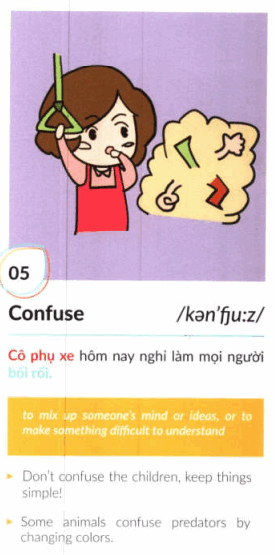 05
Confuse /kən'fju:z/
Cô phụ xe hôm nay nghỉ làm mọi người
bối rối.
to mix up someone's mind or ideas, or to
make something difficult to understand
Don't confuse the children, keep things
simple!
Some animals confuse predators by
changing colors.